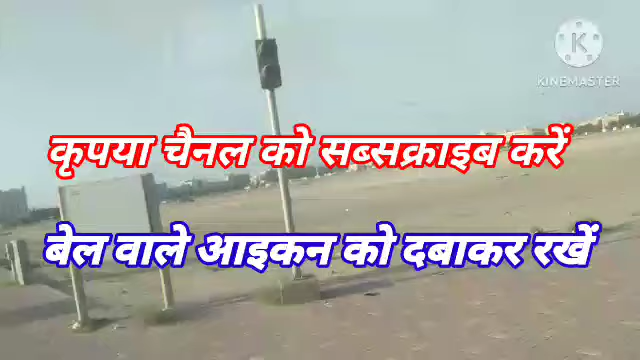 KINEMASTER
कृपया चैनल को सब्सक्राइब करें
बेल वाले आइकन को दबाकर रखें